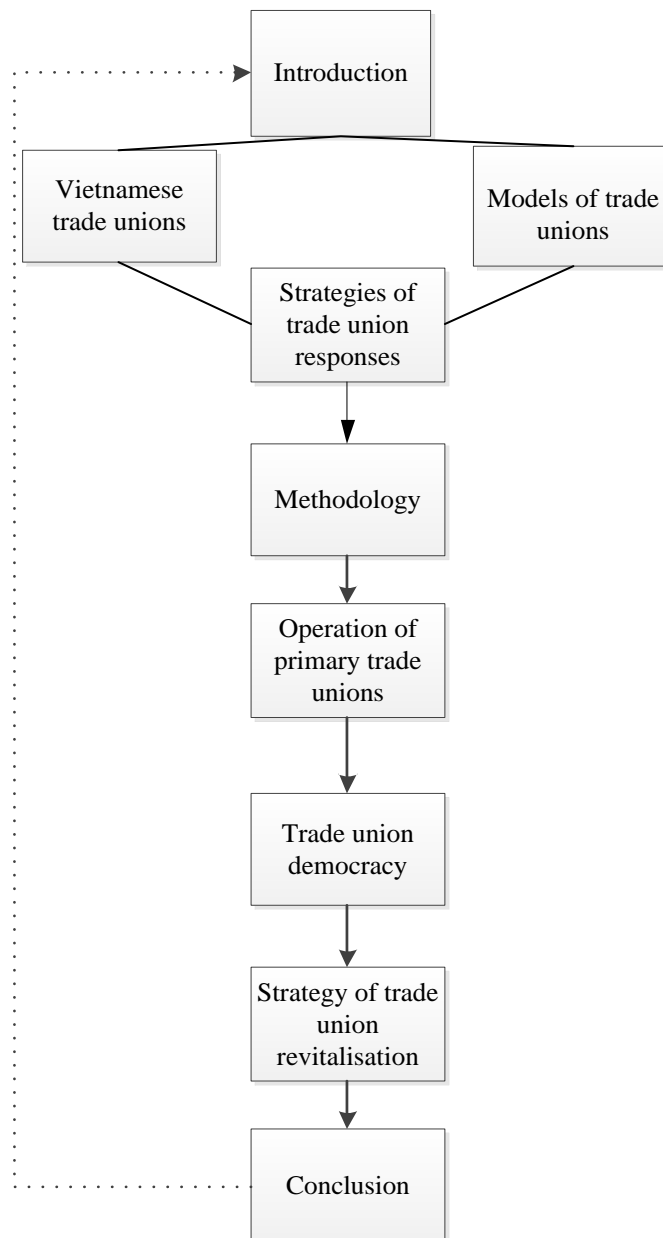 Introduction
Vietnamese
trade unions
Models of trade
unions
Strategies of
trade union
responses
Methodology
Operation of
primary trade
unions
Trade union
democracy
Strategy of trade
union
revitalisation
Conclusion